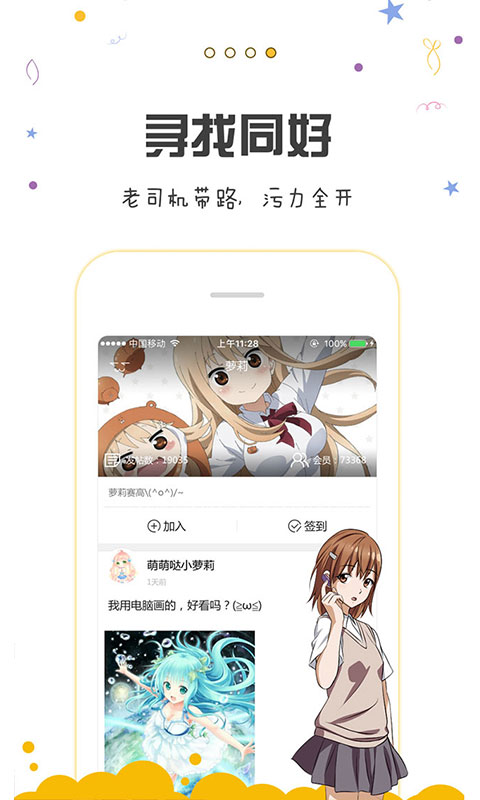 寻找同好
老司机带路，污力全开
中国移动 上午11:28 100%
萝莉
发帖数：19035 会员：73368
萝莉赛高\(^o^)/~
加入 签到
萌萌哒小萝莉
1天前
我用电脑画的，好看吗？(≧ω≦)